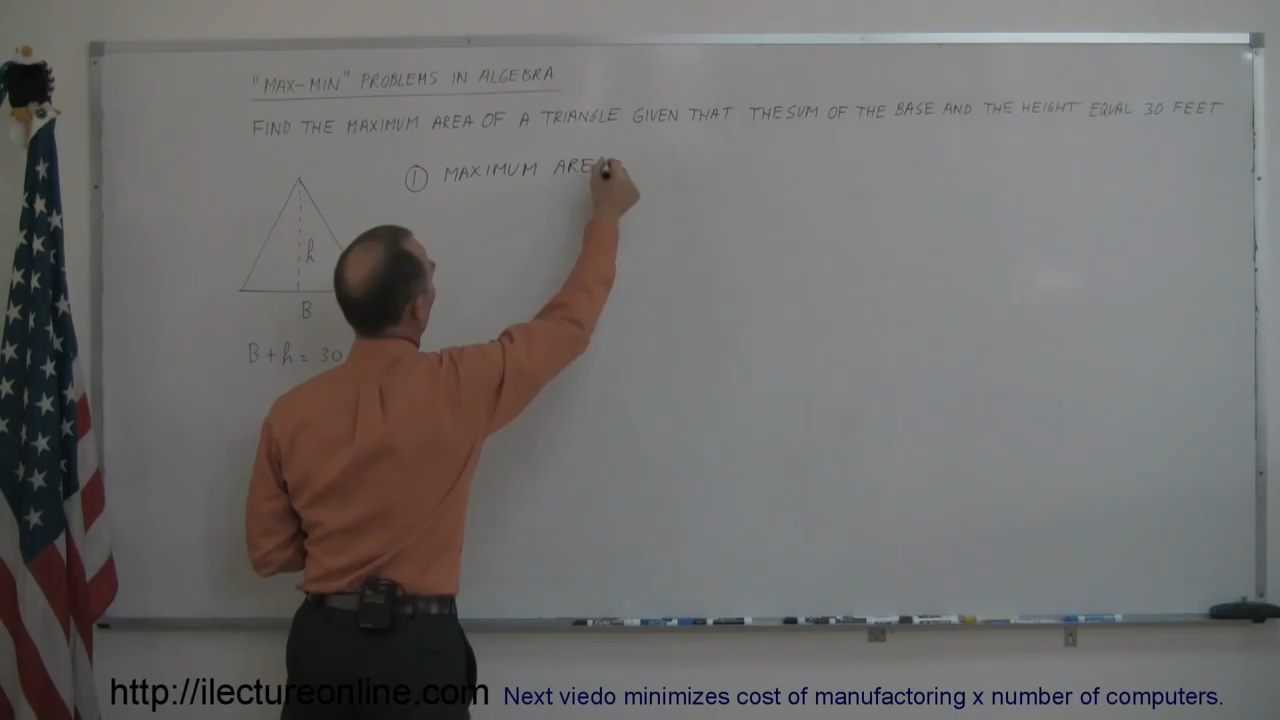 "MAX-MIN" PROBLEMS IN ALGEBRA
FIND THE MAXIMUM AREA OF A TRIANGLE GIVEN THAT THE SUM OF THE BASE AND THE HEIGHT EQUAL 30 FEET
① MAXIMUM AREA
h
B
B + h = 30
http://ilectureonline.com Next viedo minimizes cost of manufactoring x number of computers.